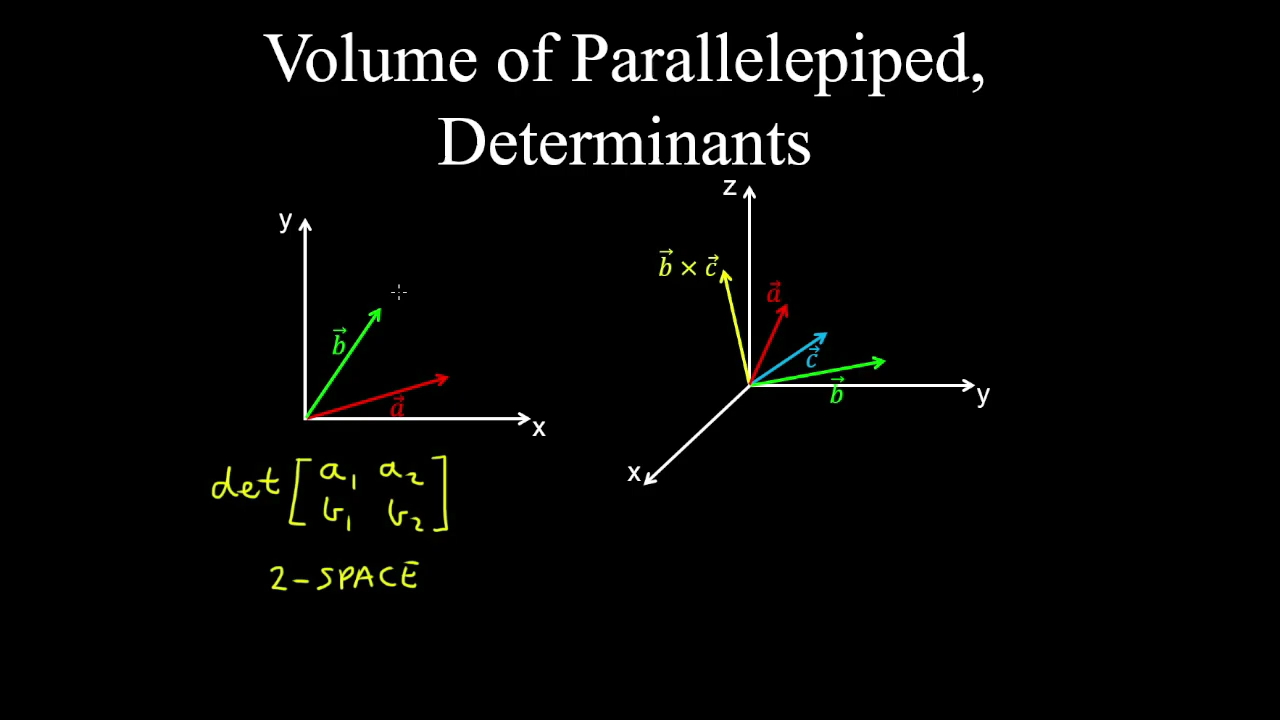 Volume of Parallelepiped,
Determinants
y
b⃗
a⃗
x
det [a₁ a₂
b₁ b₂]
2-SPACE
z
b⃗ × c⃗
a⃗
c⃗
b⃗
y
x